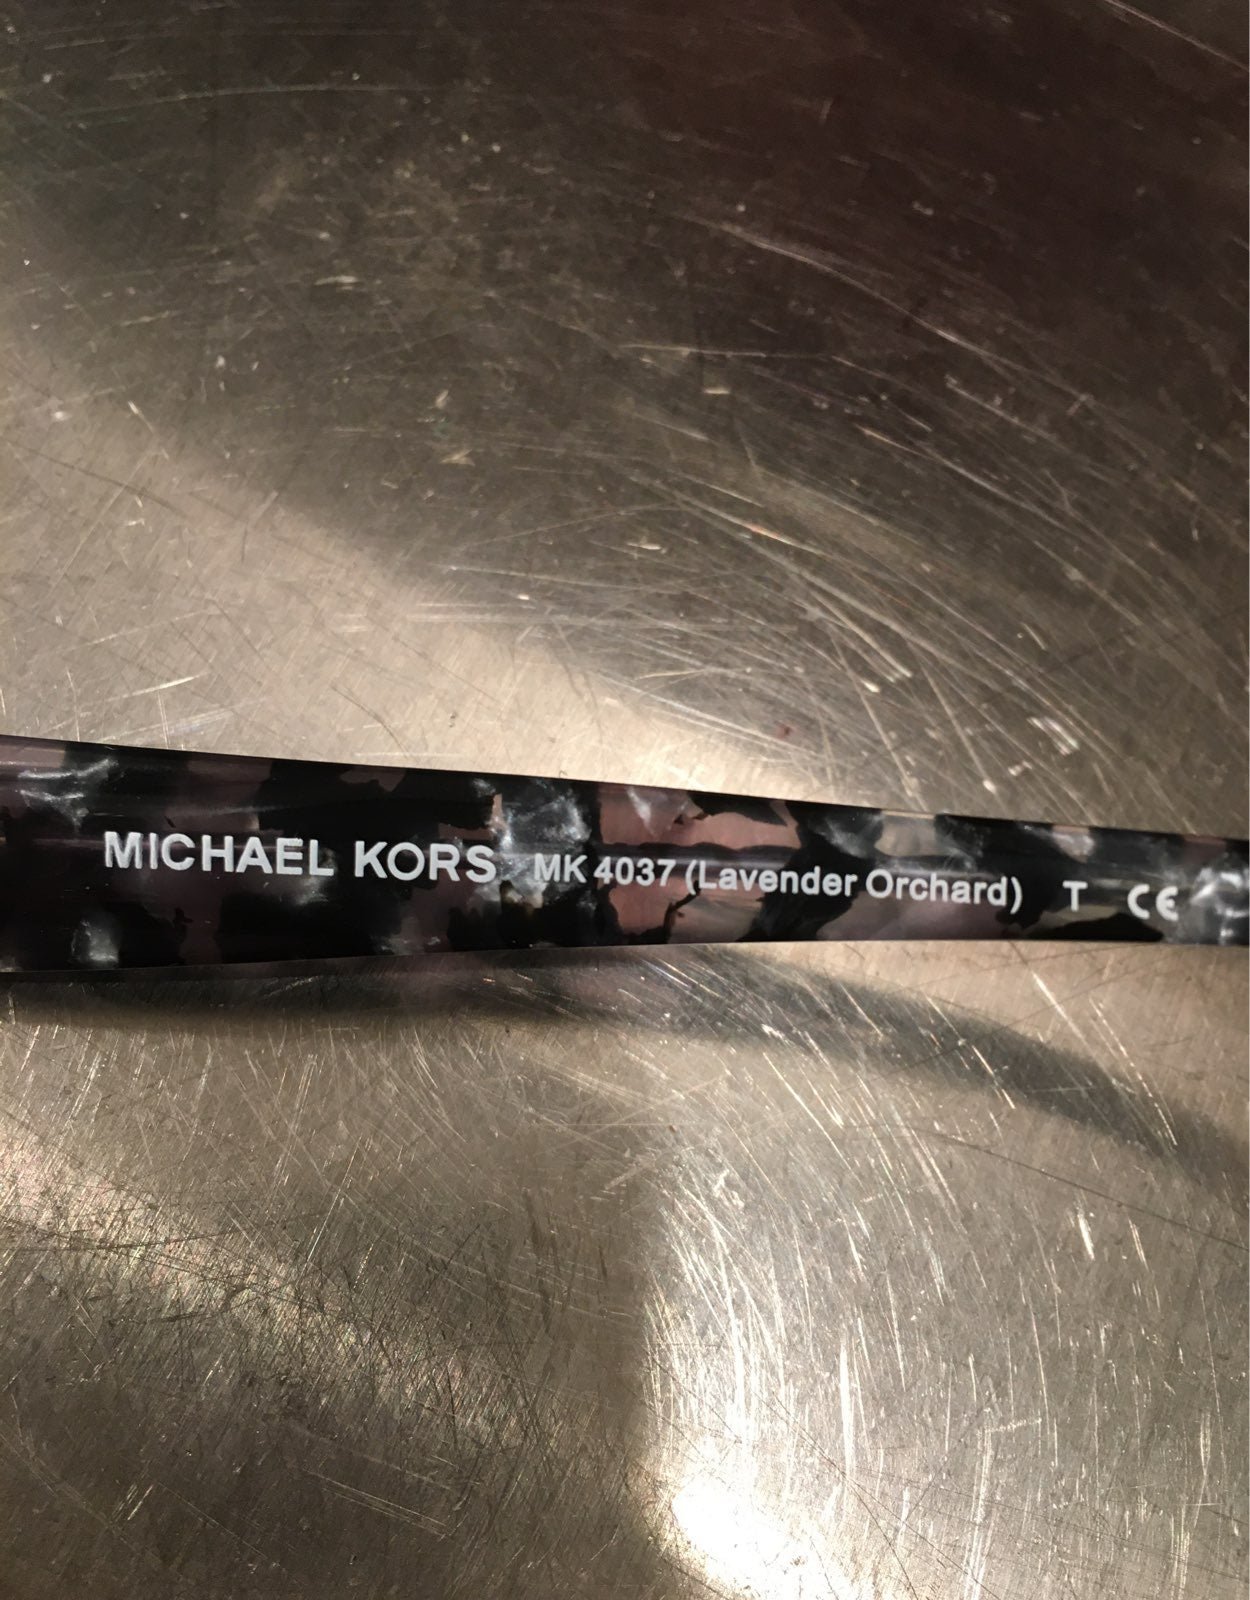 MICHAEL KORS MK 4037 (Lavender Orchard) T CE